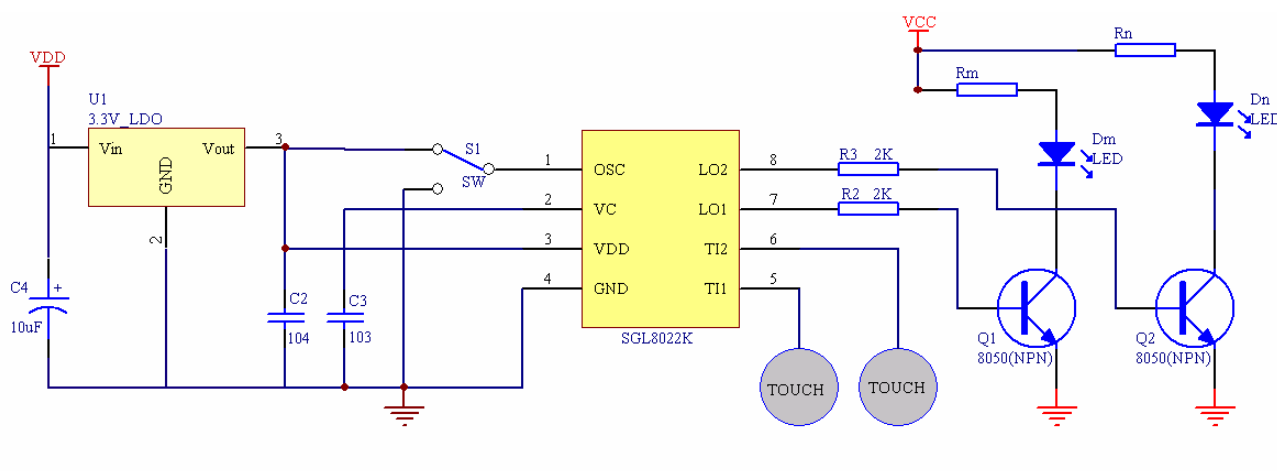 VDD
U1
3.3V_LDO
1
Vin
Vout
3
GND
2
C4
+
10uF
C2
104
C3
103
S1
SW
1
OSC
2
VC
3
VDD
4
GND
LO2
8
LO1
7
TI2
6
TI1
5
SGL8022K
R3 2K
R2 2K
TOUCH
TOUCH
VCC
Rn
Rm
Dm
LED
Dn
LED
Q1
8050(NPN)
Q2
8050(NPN)